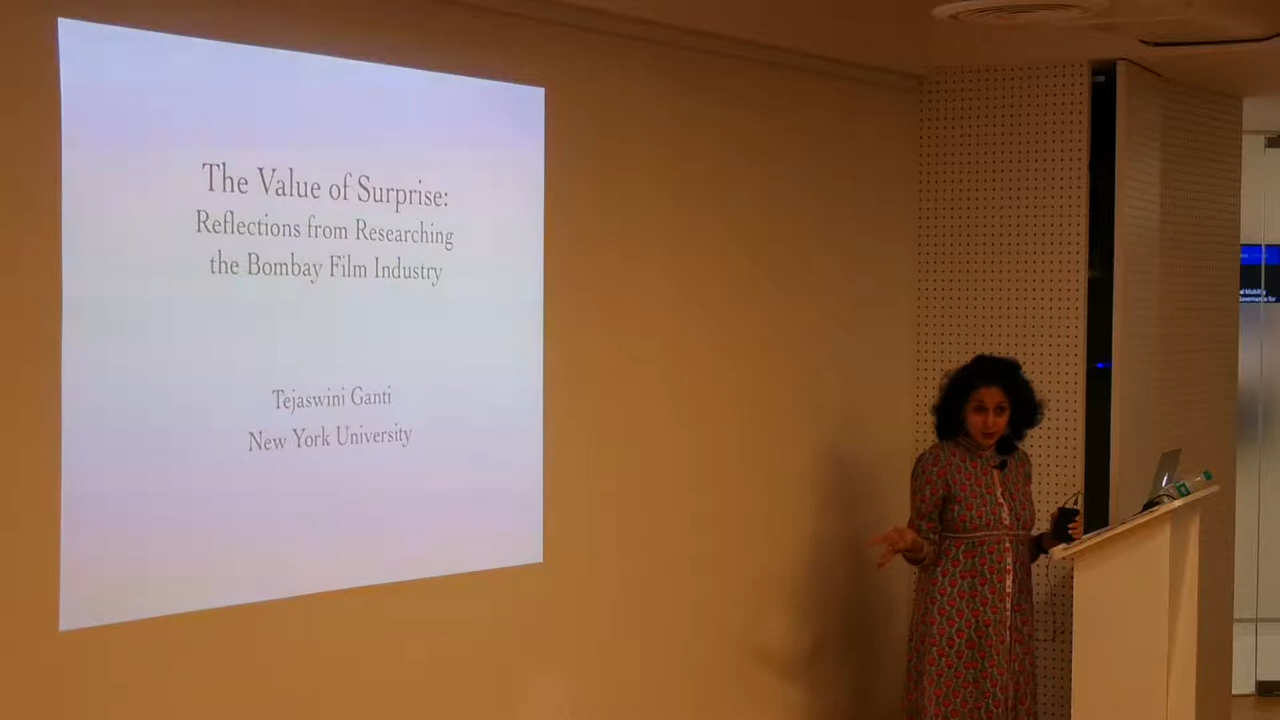 The Value of Surprise:
Reflections from Researching
the Bombay Film Industry
Tejaswini Ganti
New York University